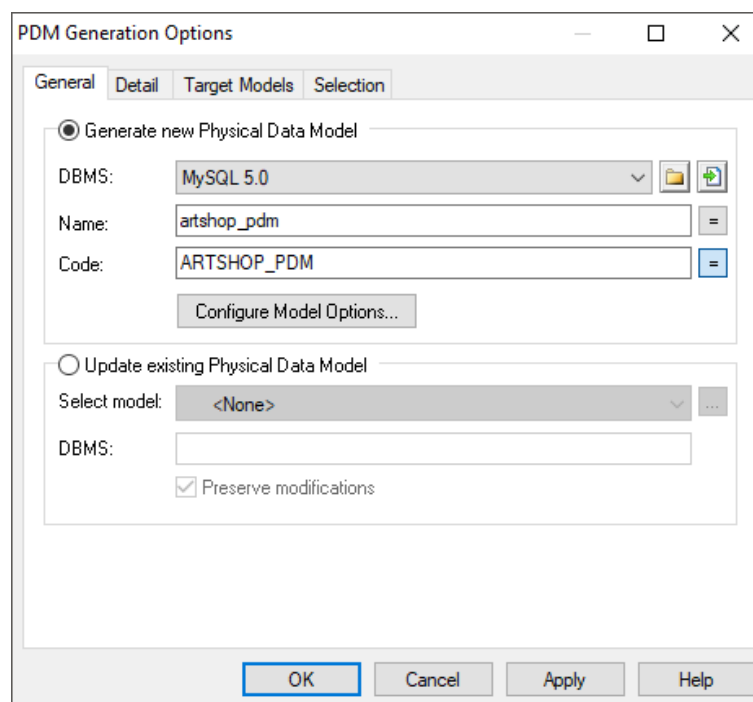 PDM Generation Options
General Detail Target Models Selection
Generate new Physical Data Model
DBMS: MySQL 5.0
Name: artshop_pdm =
Code: ARTSHOP_PDM =
Configure Model Options...
Update existing Physical Data Model
Select model: <None> ...
DBMS:
Preserve modifications
OK Cancel Apply Help